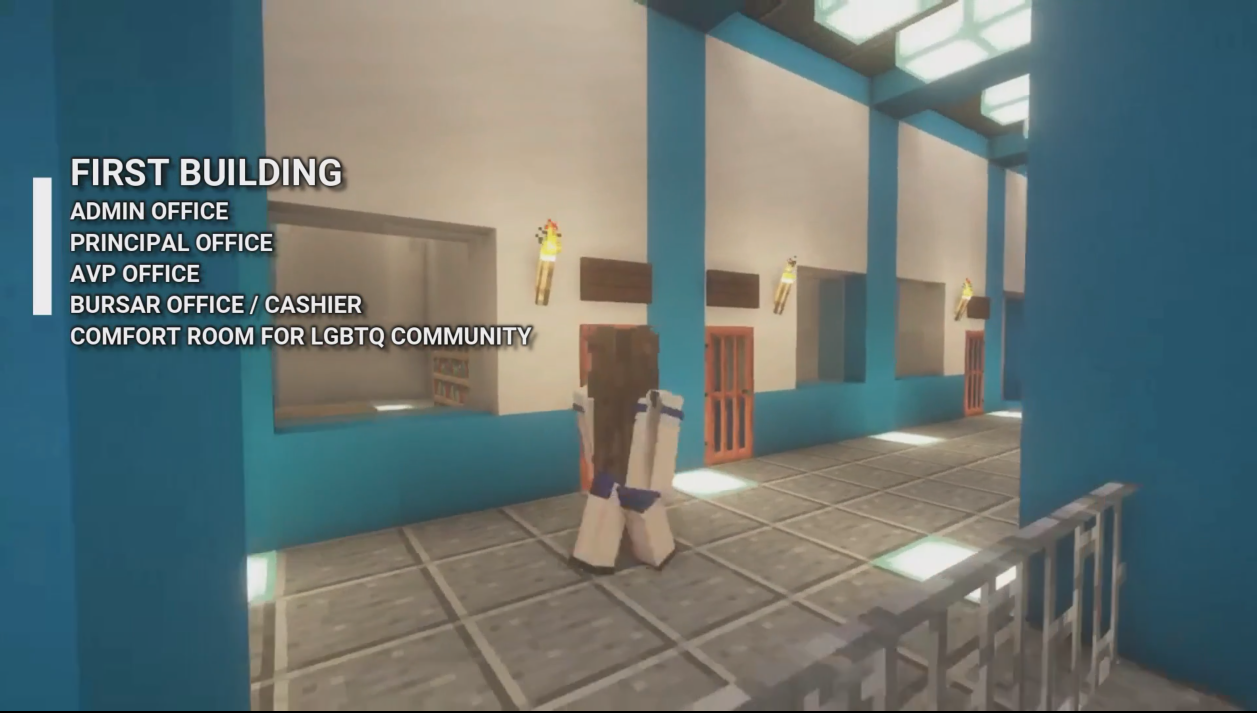 FIRST BUILDING
ADMIN OFFICE
PRINCIPAL OFFICE
AVP OFFICE
BURSAR OFFICE / CASHIER
COMFORT ROOM FOR LGBTQ COMMUNITY